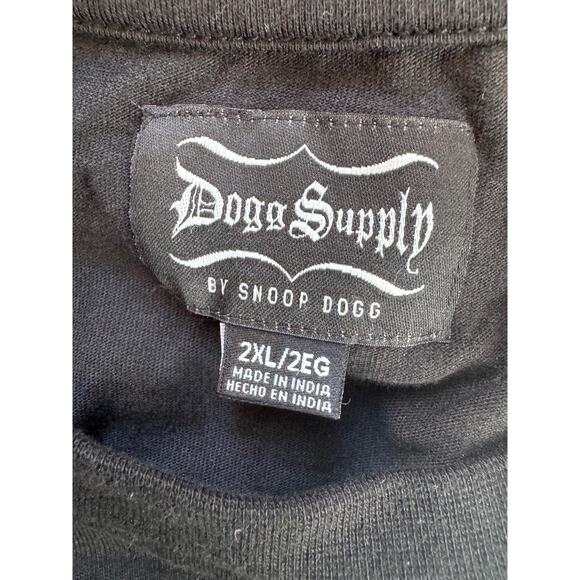 Dogg Supply
BY SNOOP DOGG
2XL/2EG
MADE IN INDIA
HECHO EN INDIA